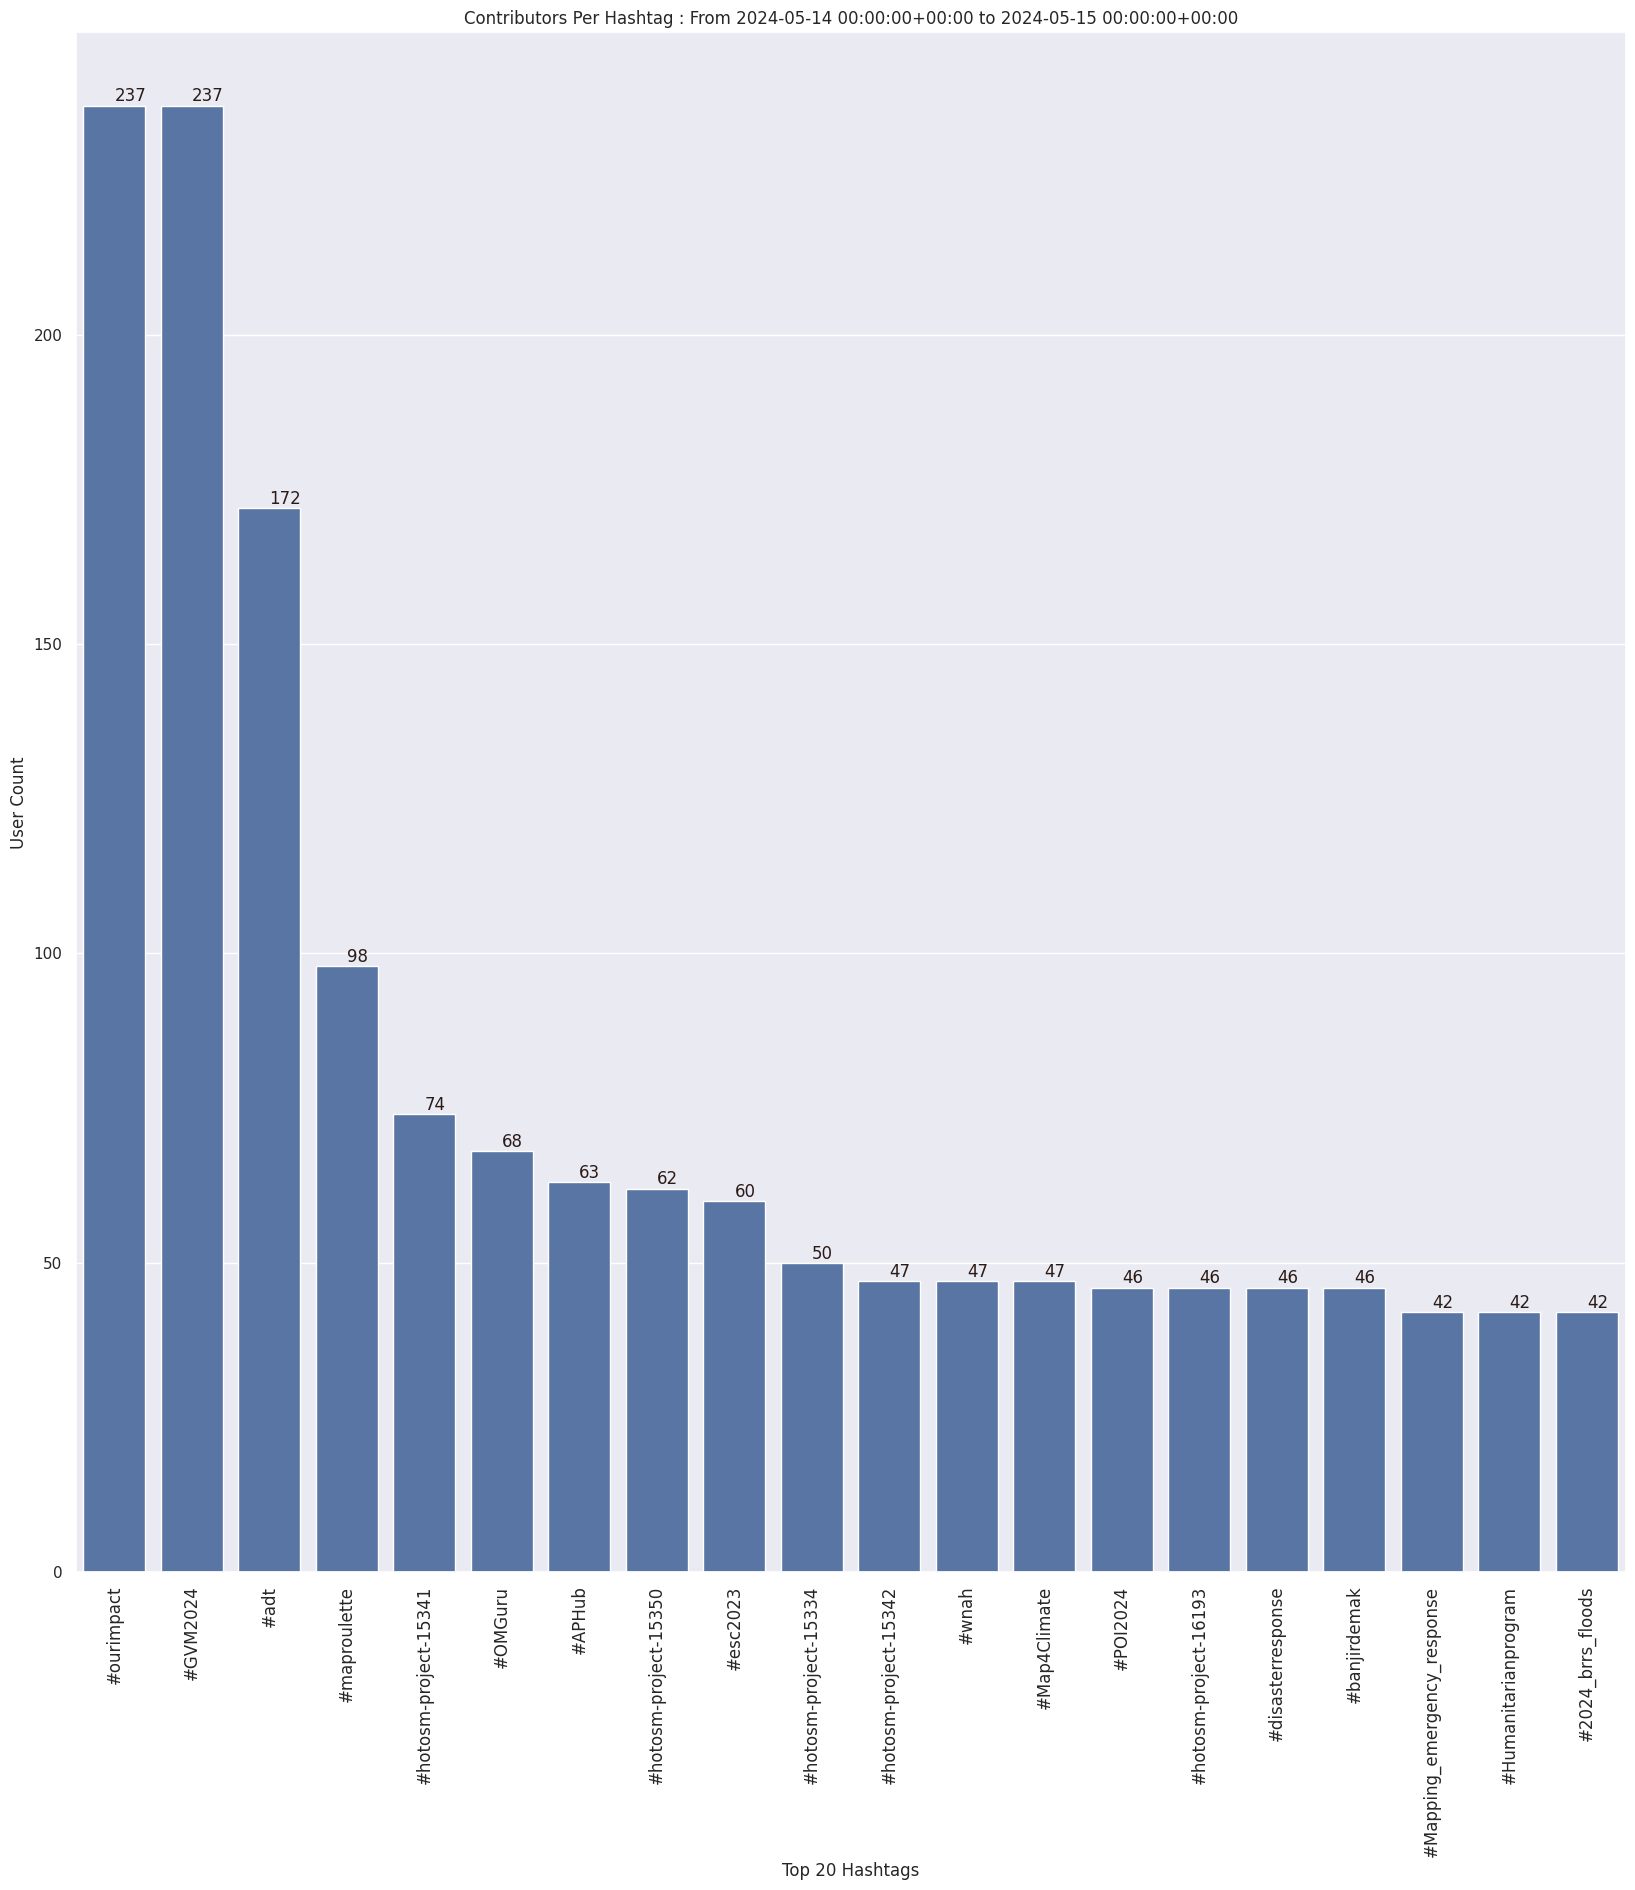 Contributors Per Hashtag : From 2024-05-14 00:00:00+00:00 to 2024-05-15 00:00:00+00:00
User Count
200
150
100
50
0
237
237
172
98
74
68
63
62
60
50
47
47
47
46
46
46
46
42
42
42
#ourimpact
#GVM2024
#adt
#maproulette
#hotosm-project-15341
#OMGuru
#APHub
#hotosm-project-15350
#esc2023
#hotosm-project-15334
#hotosm-project-15342
#wnah
#Map4Climate
#POI2024
#hotosm-project-16193
#disasterresponse
#banjirdemak
#Mapping_emergency_response
#Humanitarianprogram
#2024_brrs_floods
Top 20 Hashtags